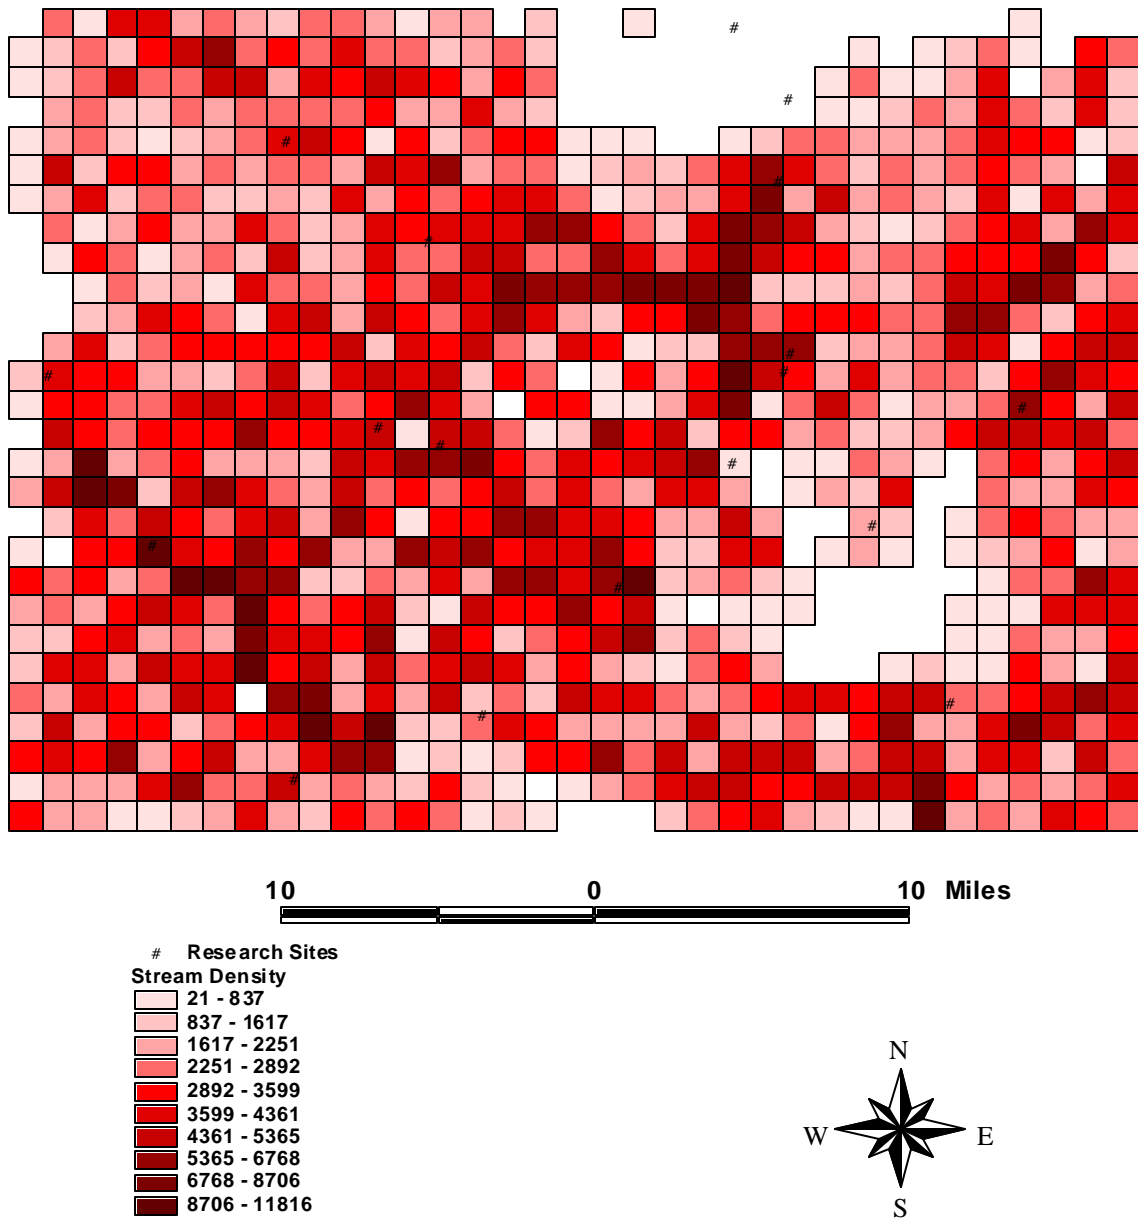 10 0 10 Miles
# Research Sites
Stream Density
21 - 837
837 - 1617
1617 - 2251
2251 - 2892
2892 - 3599
3599 - 4361
4361 - 5365
5365 - 6768
6768 - 8706
8706 - 11816
N
W E
S